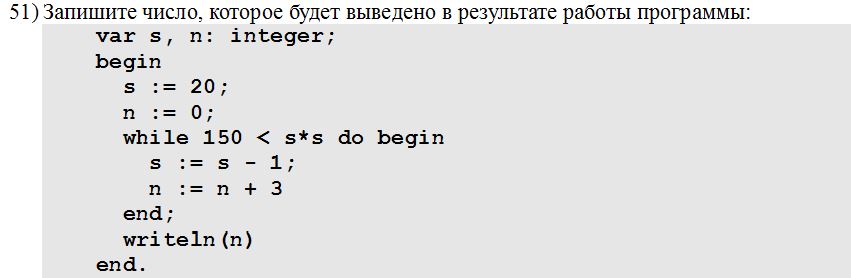 51) Запишите число, которое будет выведено в результате работы программы:
var s, n: integer;
begin
s := 20;
n := 0;
while 150 < s*s do begin
s := s - 1;
n := n + 3
end;
writeln(n)
end.